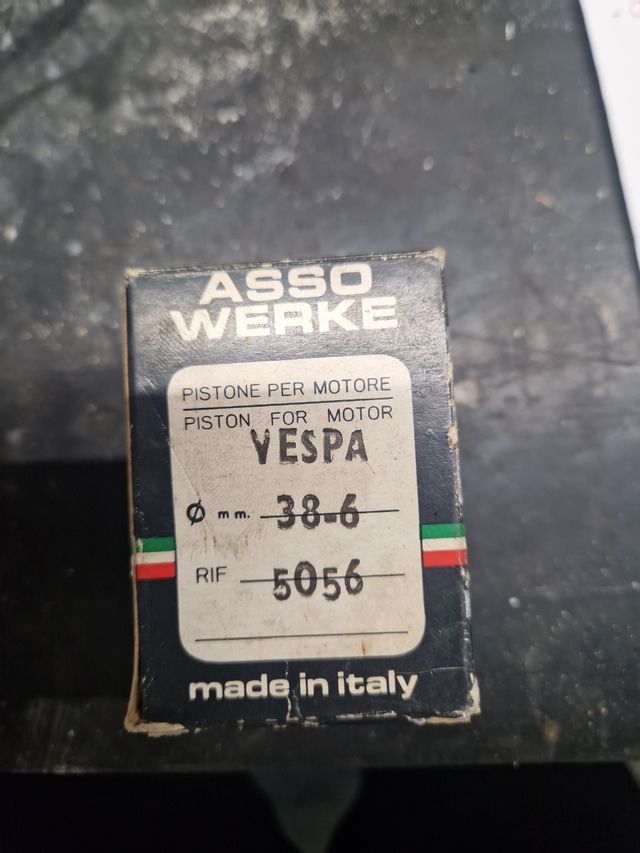 ASSO
WERKE
PISTONE PER MOTORE
PISTON FOR MOTOR
VESPA
Ø mm. 38-6
RIF 5056
made in italy